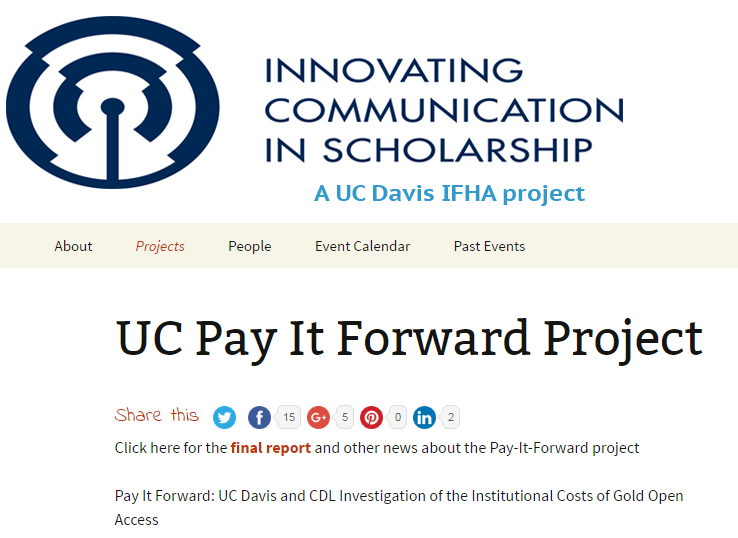 INNOVATING
COMMUNICATION
IN SCHOLARSHIP
A UC Davis IFHA project
About Projects People Event Calendar Past Events
UC Pay It Forward Project
Share this 15 5 0 2
Click here for the final report and other news about the Pay-It-Forward project
Pay It Forward: UC Davis and CDL Investigation of the Institutional Costs of Gold Open
Access